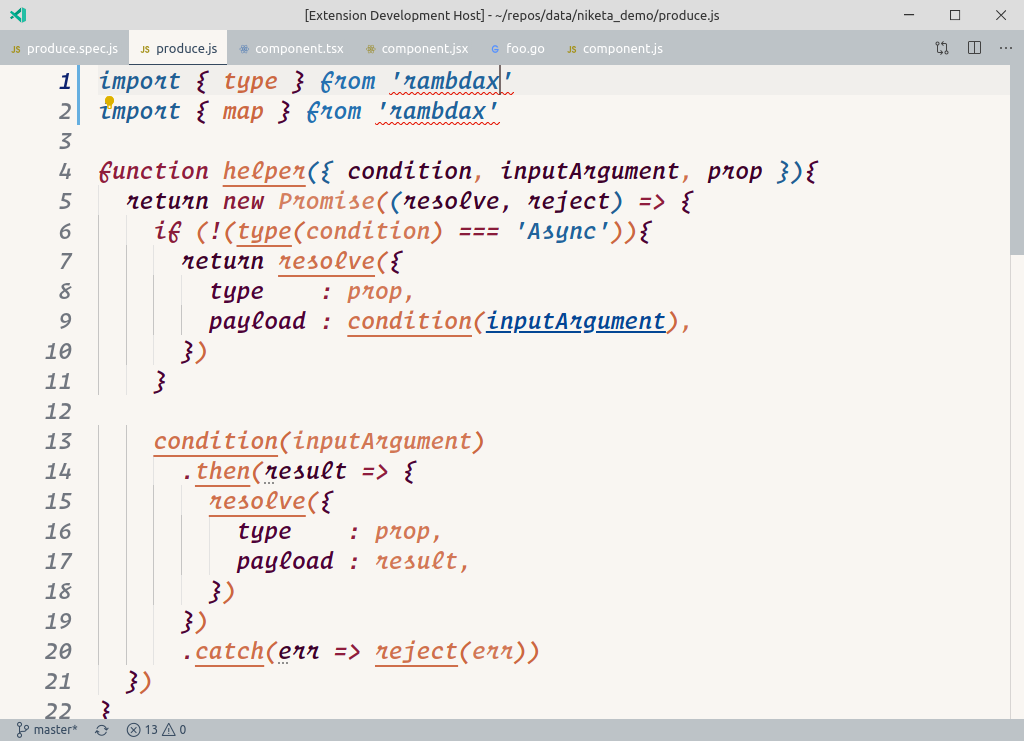 [Extension Development Host] - ~/repos/data/niketa_demo/produce.js
JS produce.spec.js JS produce.js component.tsx component.jsx G foo.go JS component.js ···
1 import { type } from 'rambdax'
2 import { map } from 'rambdax'
3
4 function helper({ condition, inputArgument, prop }){
5   return new Promise((resolve, reject) => {
6     if (!(type(condition) === 'Async')){
7       return resolve({
8         type    : prop,
9         payload : condition(inputArgument),
10       })
11     }
12
13     condition(inputArgument)
14       .then(result => {
15         resolve({
16           type    : prop,
17           payload : result,
18         })
19       })
20       .catch(err => reject(err))
21   })
22 }
master* 13 0